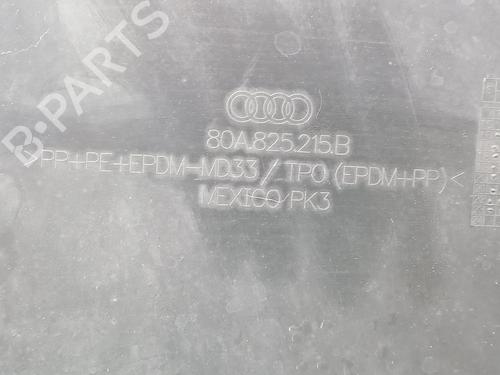 B-PARTS
80A.825.215.B
>PP+PE+EPDM-MD33 / TPO (EPDM+PP)<
MEXICO PK3